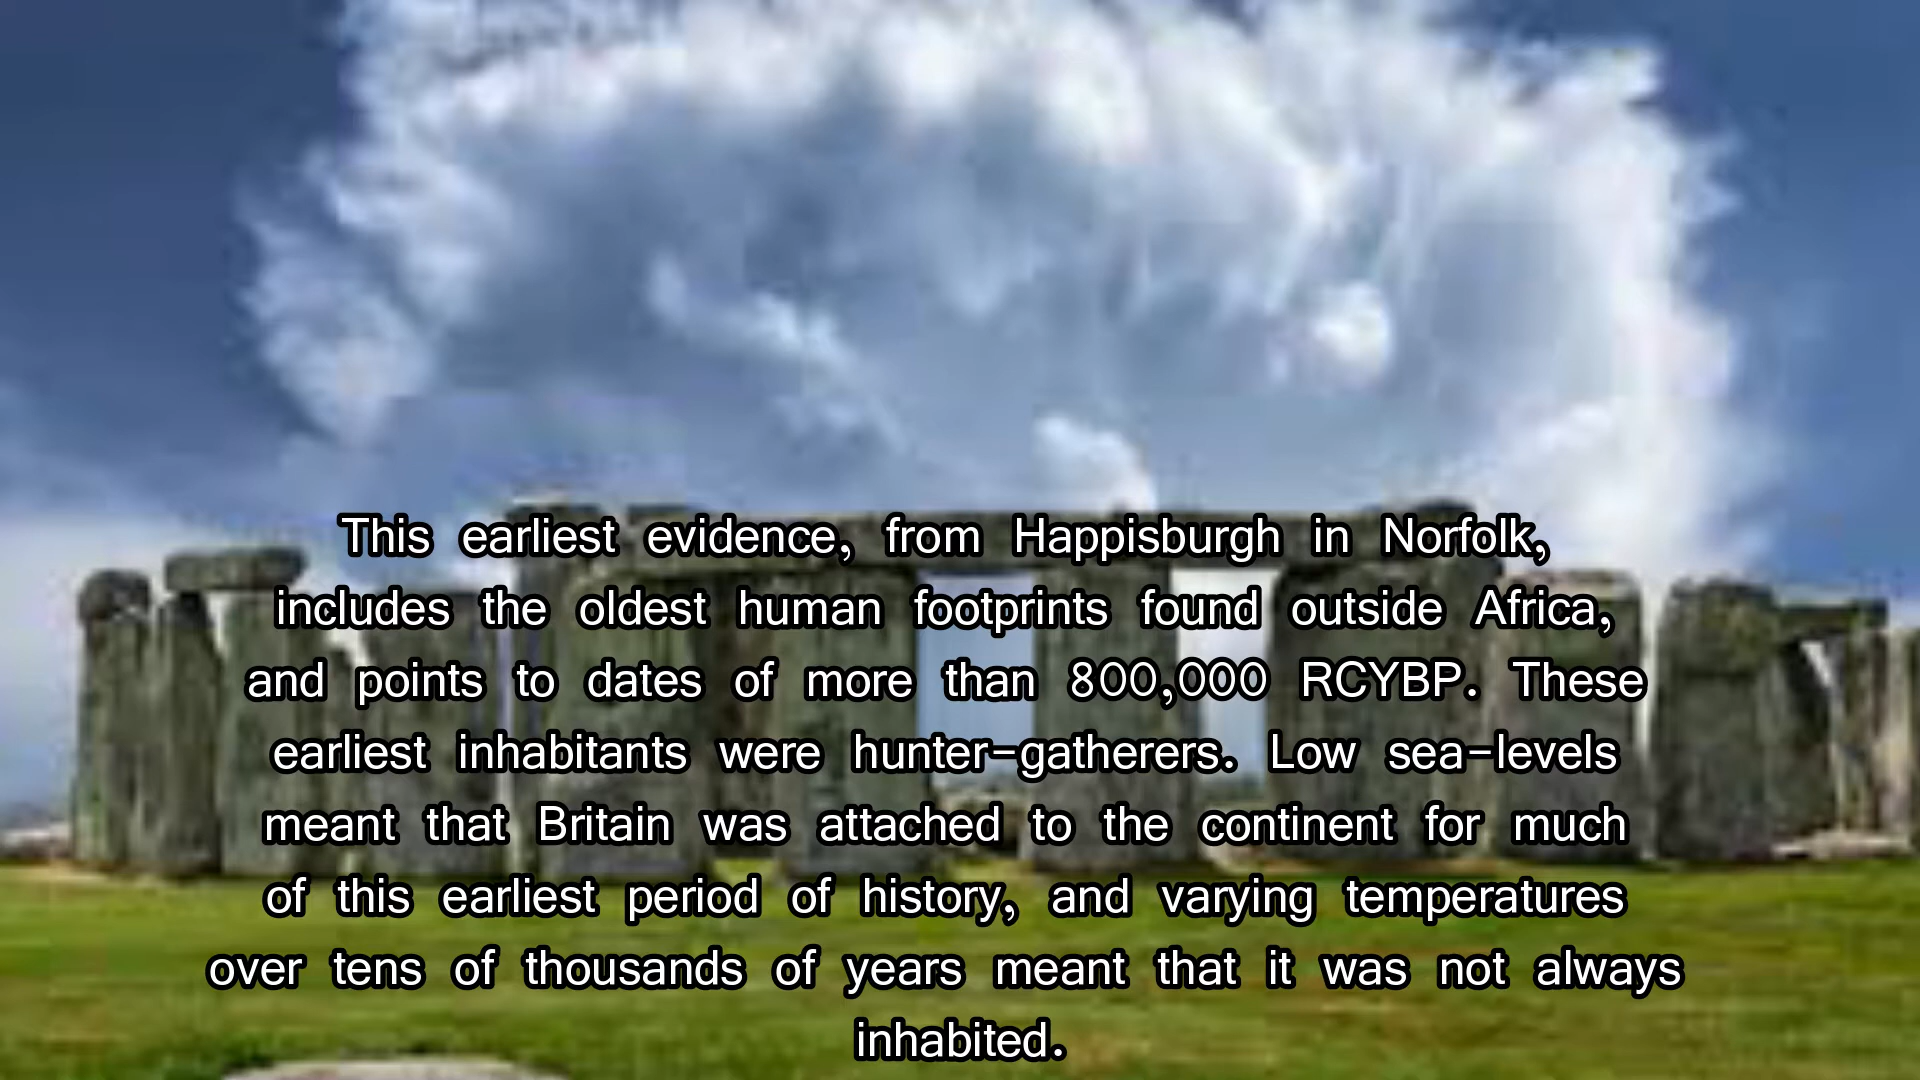 This earliest evidence, from Happisburgh in Norfolk,
includes the oldest human footprints found outside Africa,
and points to dates of more than 800,000 RCYBP. These
earliest inhabitants were hunter-gatherers. Low sea-levels
meant that Britain was attached to the continent for much
of this earliest period of history, and varying temperatures
over tens of thousands of years meant that it was not always
inhabited.